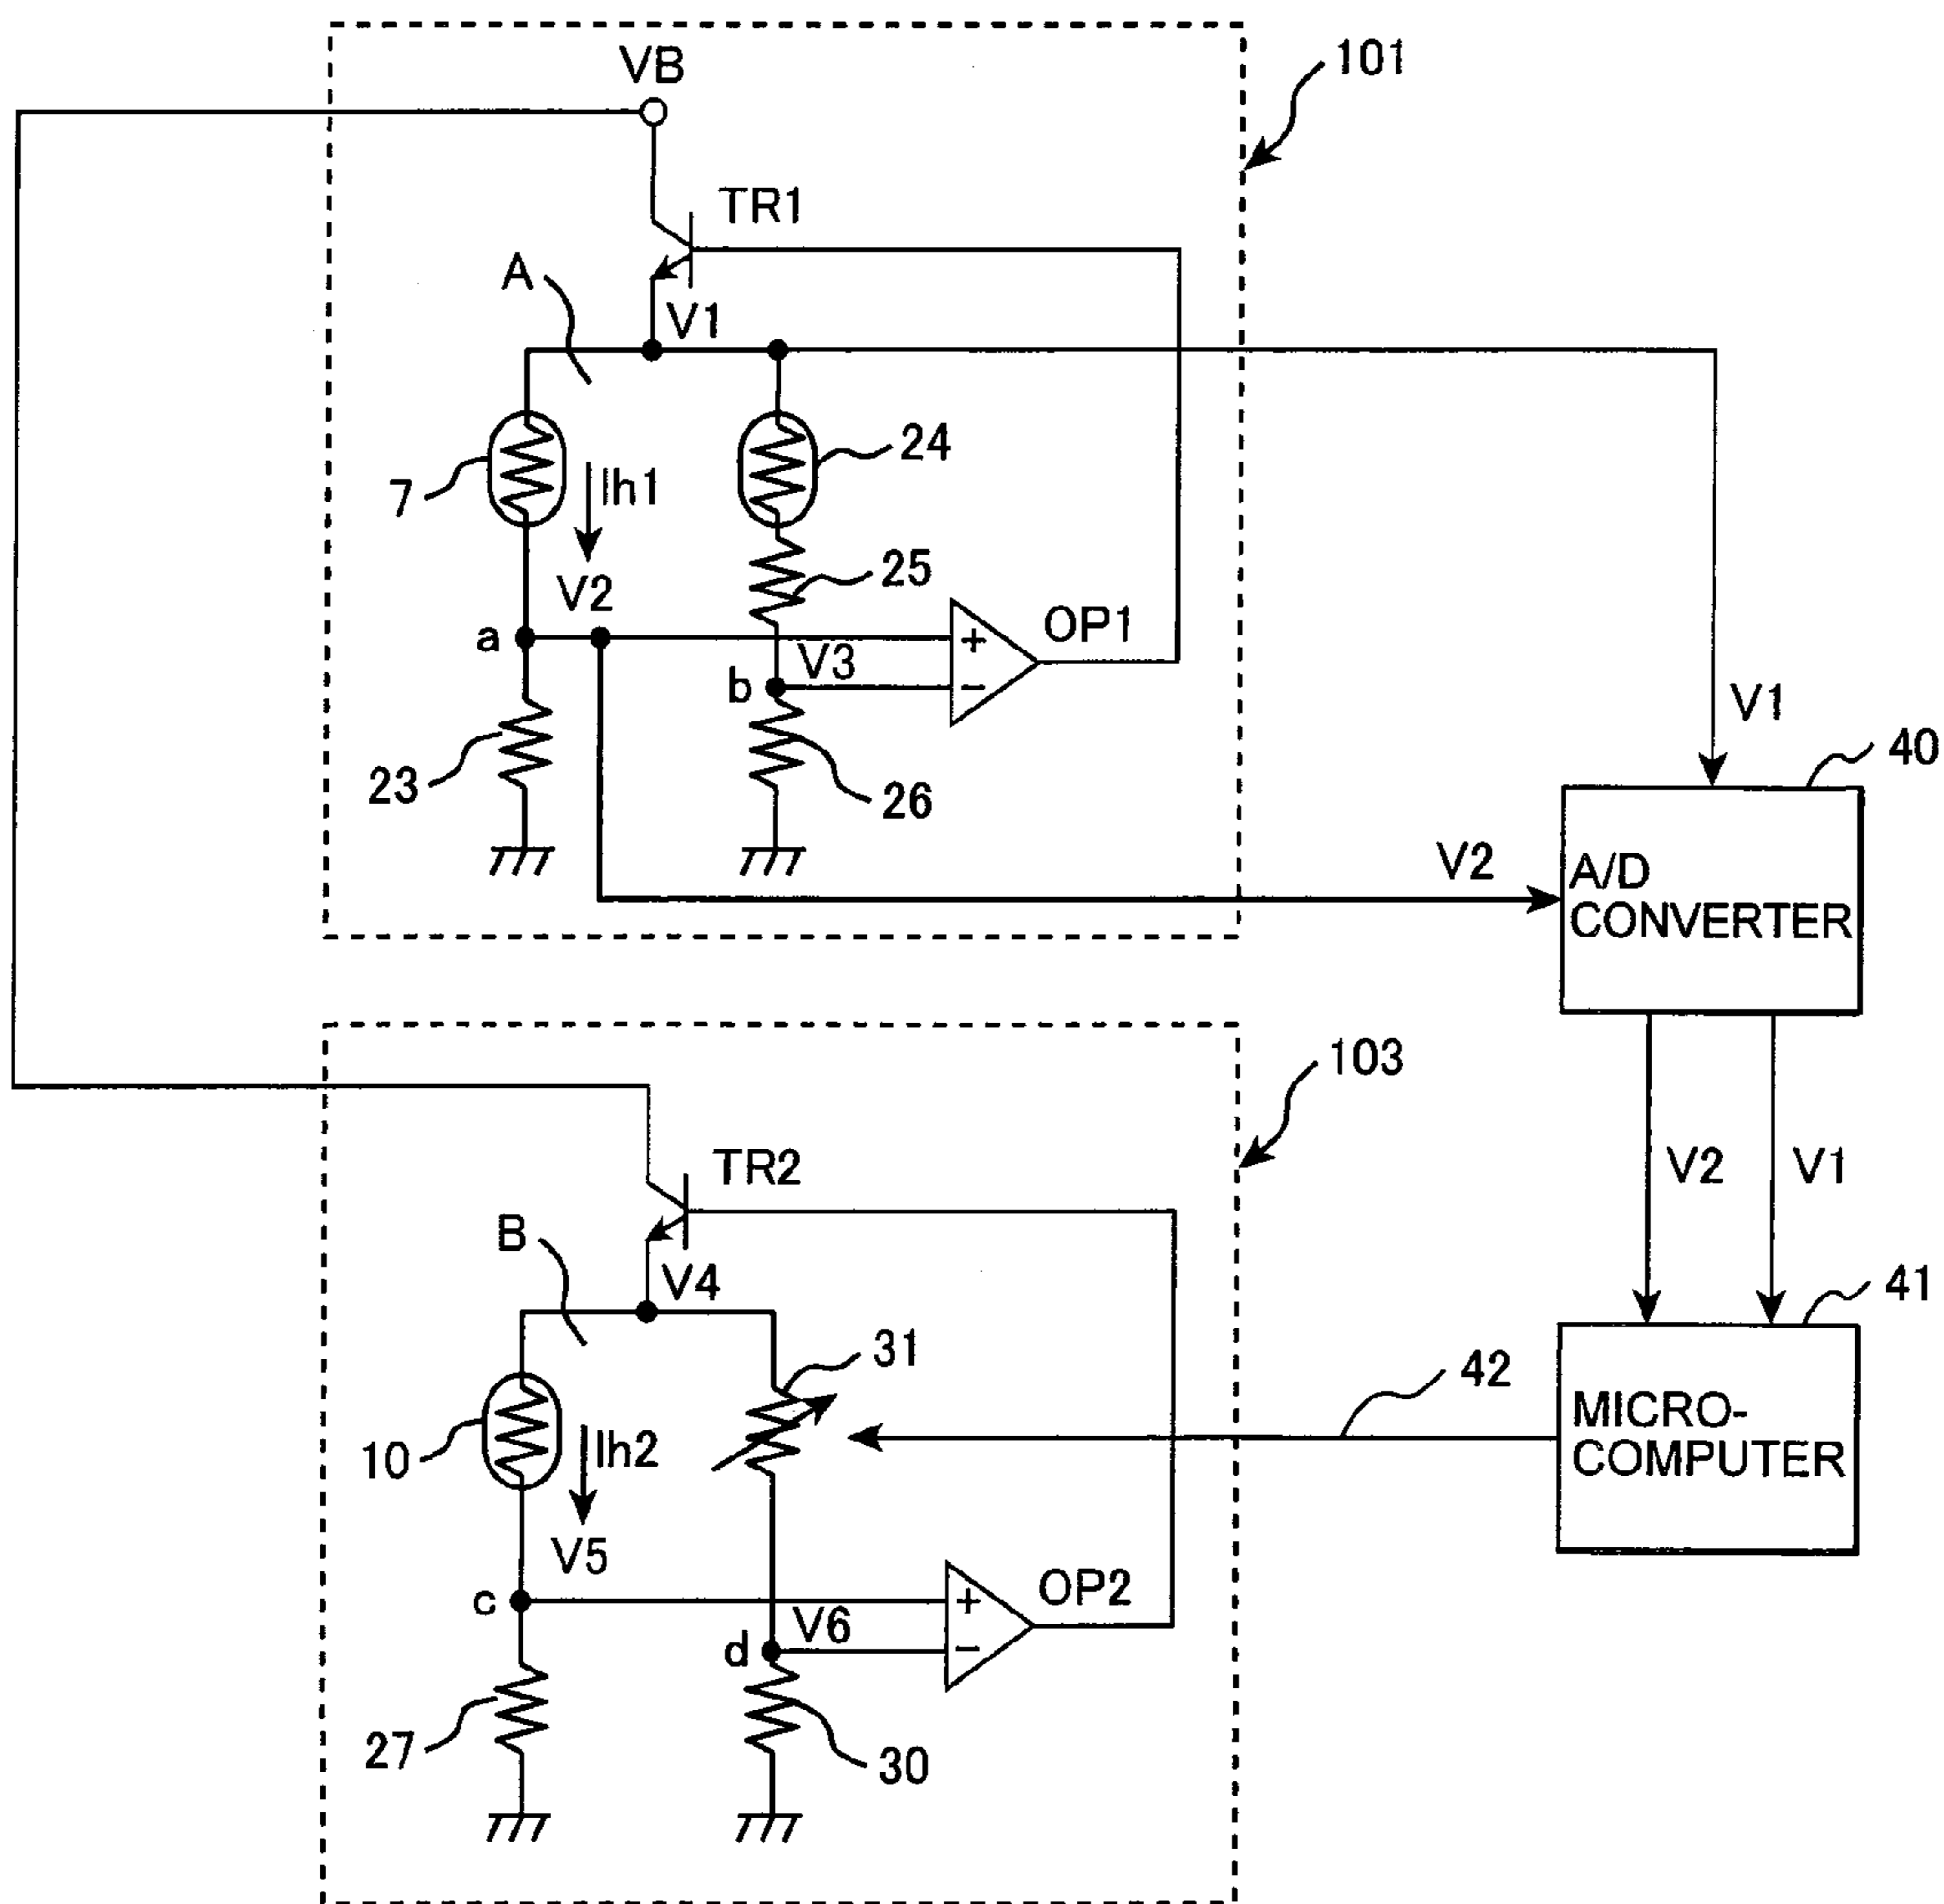 VB
101
TR1
A
V1
24
7
Ih1
25
V2
a
OP1
+
V3
b
−
V1
23
26
40
V2
A/D
CONVERTER
103
TR2
V2
V1
B
V4
41
31
42
10
Ih2
MICRO-
COMPUTER
V5
c
OP2
+
V6
d
−
27
30